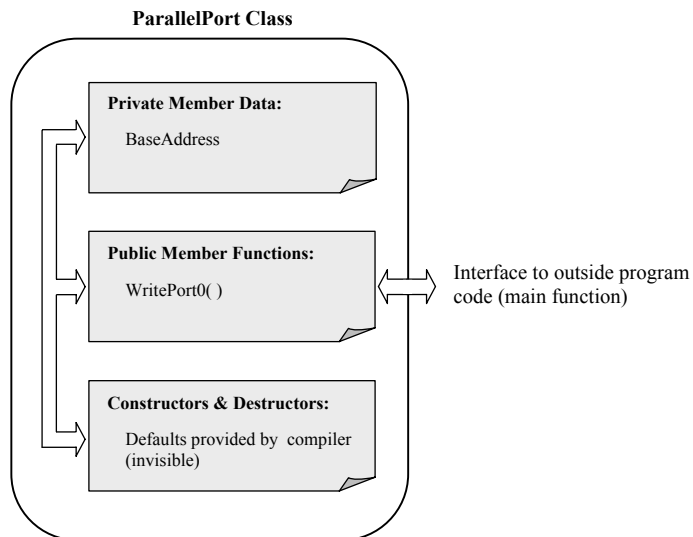 ParallelPort Class
Private Member Data:
BaseAddress
Public Member Functions:
WritePort0( )
Interface to outside program
code (main function)
Constructors & Destructors:
Defaults provided by compiler
(invisible)